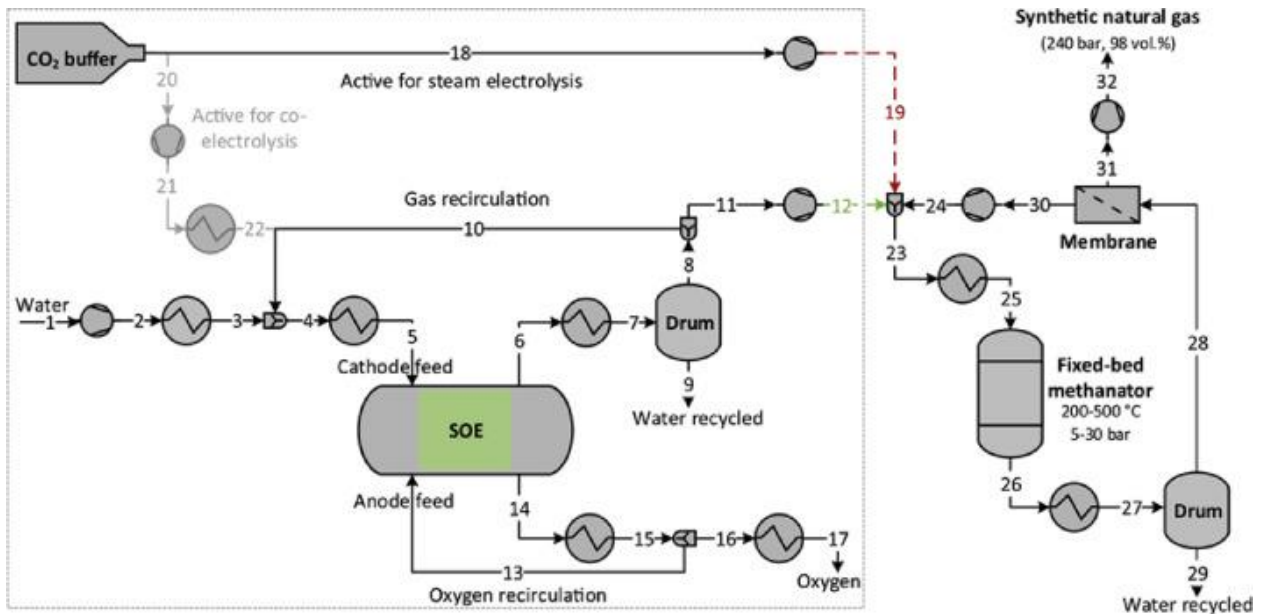 Synthetic natural gas
(240 bar, 98 vol.%)
CO₂ buffer
18
Active for steam electrolysis
20
Active for co-
electrolysis
21
22
19
32
31
Gas recirculation
10
11
12
24
30
Membrane
8
23
Water
1
2
3
4
5
6
7
Drum
25
28
Cathode feed
9
Water recycled
Fixed-bed
methanator
200-500 °C
5-30 bar
SOE
Anode feed
14
26
27
Drum
15
16
17
13
Oxygen recirculation
Oxygen
29
Water recycled